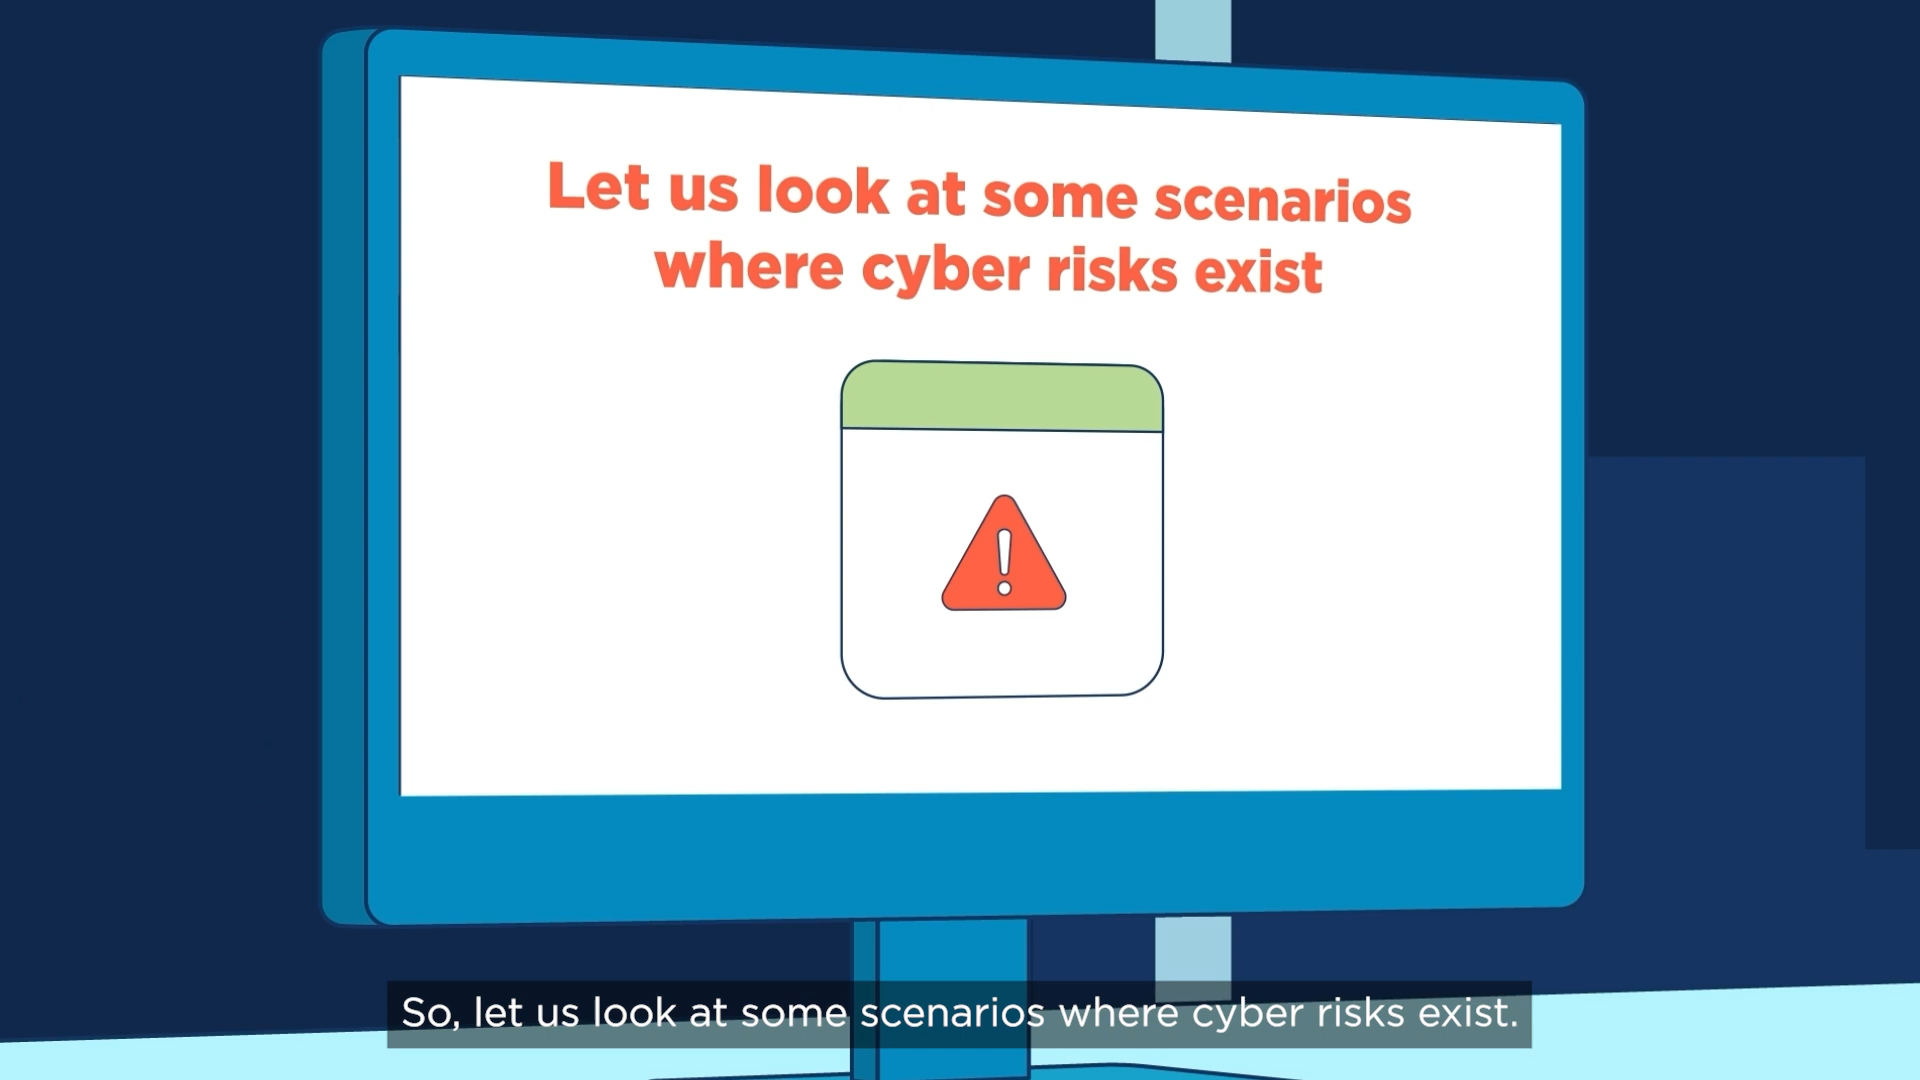 Let us look at some scenarios
where cyber risks exist
So, let us look at some scenarios where cyber risks exist.